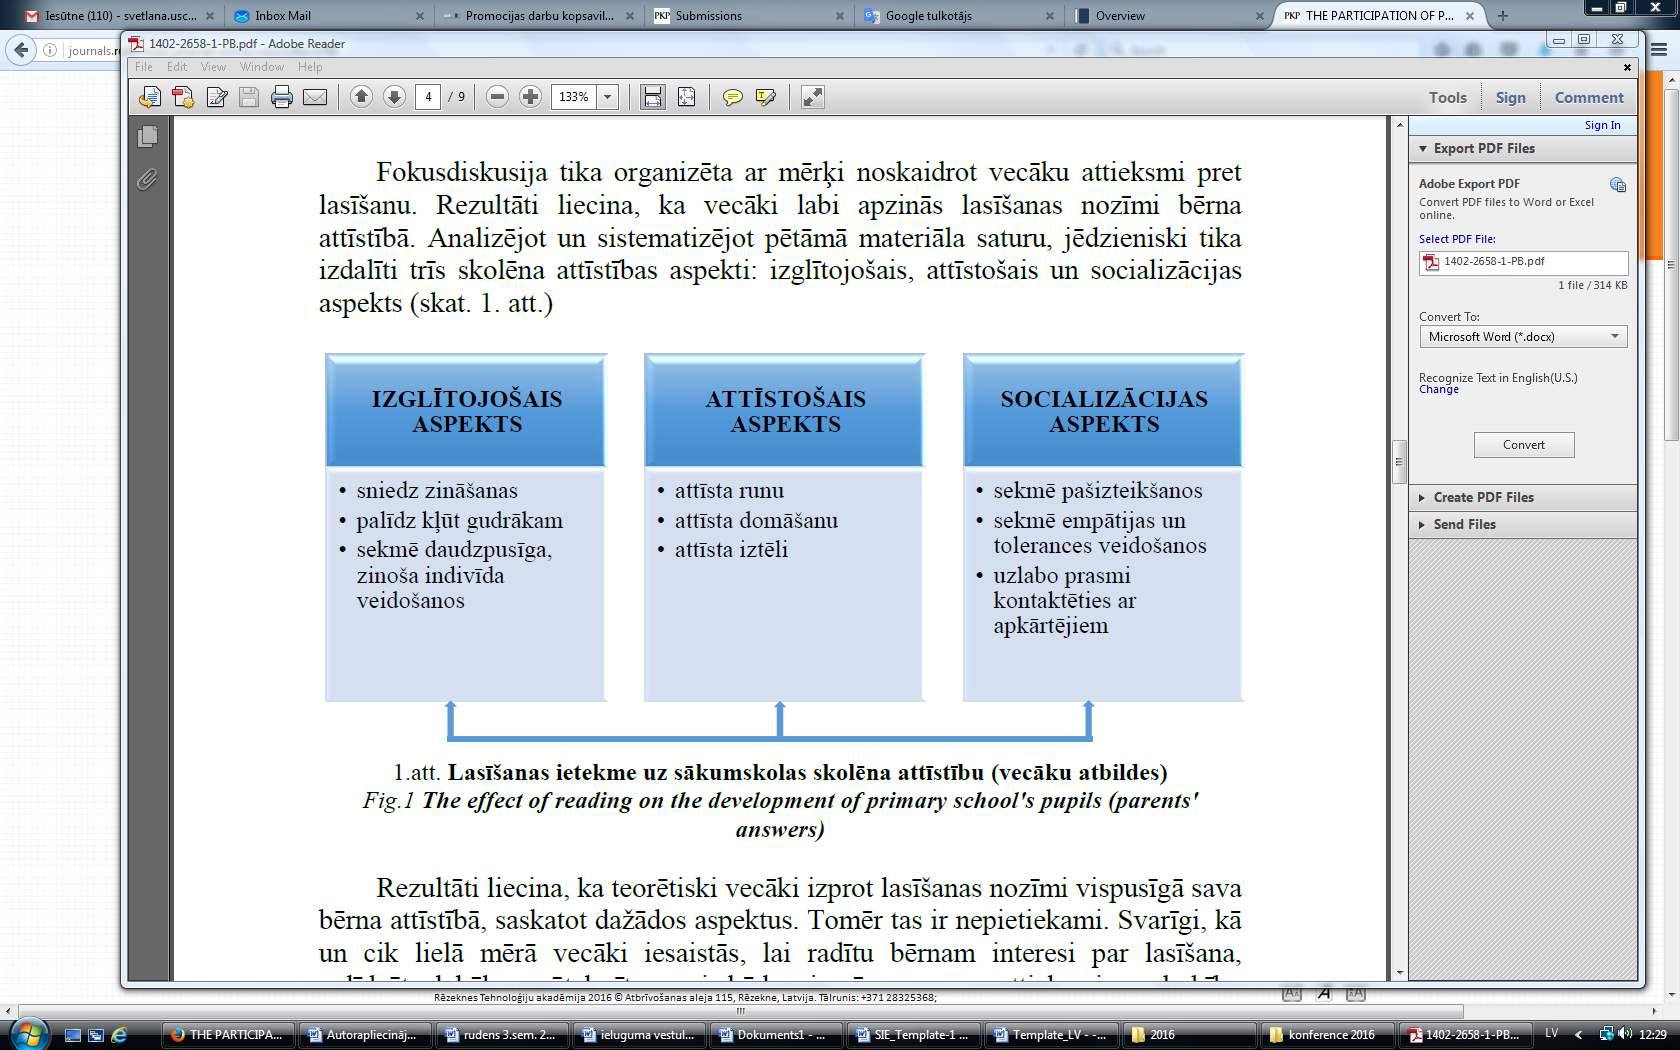 Iesūtne (110) - svetlana.usc...
Inbox Mail
Promocijas darbu kopsavil...
PKP Submissions
Google tulkotājs
Overview
PKP THE PARTICIPATION OF P...
journals.r
1402-2658-1-PB.pdf - Adobe Reader
File Edit View Window Help
4 / 9
133%
Tools Sign Comment
Sign In
Export PDF Files
Adobe Export PDF
Convert PDF files to Word or Excel
online.
Select PDF File:
1402-2658-1-PB.pdf
1 file / 314 KB
Convert To:
Microsoft Word (*.docx)
Recognize Text in English(U.S.)
Change
Convert
Create PDF Files
Send Files
Fokusdiskusija tika organizēta ar mērķi noskaidrot vecāku attieksmi pret
lasīšanu. Rezultāti liecina, ka vecāki labi apzinās lasīšanas nozīmi bērna
attīstībā. Analizējot un sistematizējot pētāmā materiāla saturu, jēdzieniski tika
izdalīti trīs skolēna attīstības aspekti: izglītojošais, attīstošais un socializācijas
aspekts (skat. 1. att.)
IZGLĪTOJOŠAIS
ASPEKTS
• sniedz zināšanas
• palīdz kļūt gudrākam
• sekmē daudzpusīga,
zinoša indivīda
veidošanos
ATTĪSTOŠAIS
ASPEKTS
• attīsta runu
• attīsta domāšanu
• attīsta iztēli
SOCIALIZĀCIJAS
ASPEKTS
• sekmē pašizteikšanos
• sekmē empātijas un
tolerances veidošanos
• uzlabo prasmi
kontaktēties ar
apkārtējiem
1.att. Lasīšanas ietekme uz sākumskolas skolēna attīstību (vecāku atbildes)
Fig.1 The effect of reading on the development of primary school's pupils (parents'
answers)
Rezultāti liecina, ka teorētiski vecāki izprot lasīšanas nozīmi vispusīgā sava
bērna attīstībā, saskatot dažādos aspektus. Tomēr tas ir nepietiekami. Svarīgi, kā
un cik lielā mērā vecāki iesaistās, lai radītu bērnam interesi par lasīšana,
Rēzeknes Tehnoloģiju akadēmija 2016 © Atbrīvošanas aleja 115, Rēzekne, Latvija. Tālrunis: +371 28325368;
THE PARTICIPA...
Autorapliecināj...
rudens 3.sem. 2...
ieluguma vestul...
Dokuments1 - ...
SIE_Template-1 ...
Template_LV - -...
2016
konference 2016
1402-2658-1-PB...
LV
12:29